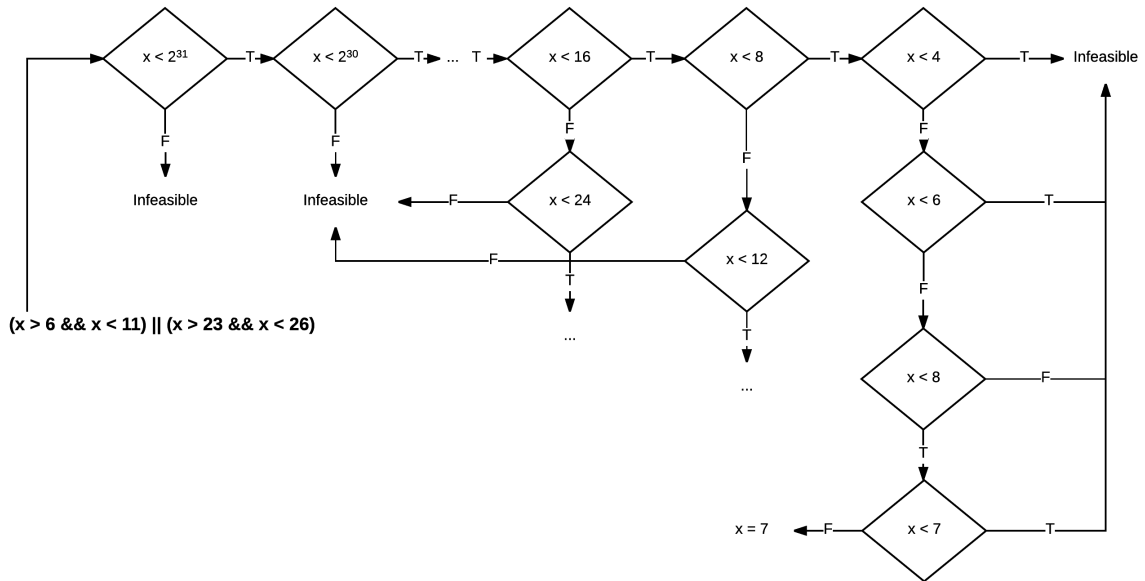 x < 2³¹ T x < 2³⁰ T ... T x < 16 T x < 8 T x < 4 T Infeasible
F F F F F
Infeasible Infeasible F x < 24 x < 6 T
F x < 12
T F
(x > 6 && x < 11) || (x > 23 && x < 26)
... T
... x < 8 F
T
x = 7 F x < 7 T